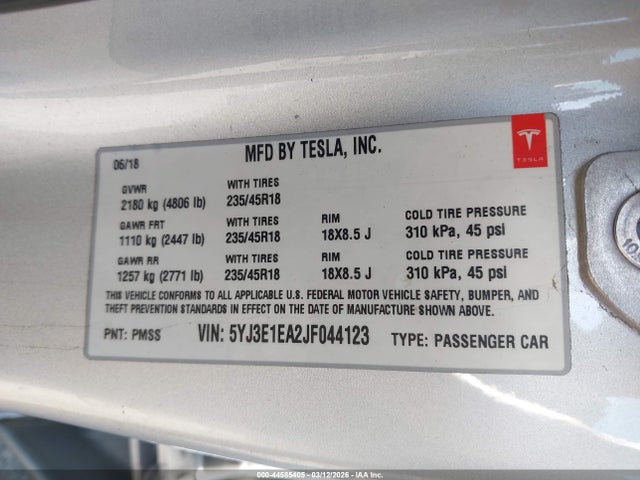 MFD BY TESLA, INC.
TESLA
06/18
GVWR
2180 kg (4806 lb)
WITH TIRES
235/45R18
GAWR FRT
1110 kg (2447 lb)
WITH TIRES
235/45R18
RIM
18X8.5 J
COLD TIRE PRESSURE
310 kPa, 45 psi
GAWR RR
1257 kg (2771 lb)
WITH TIRES
235/45R18
RIM
18X8.5 J
COLD TIRE PRESSURE
310 kPa, 45 psi
THIS VEHICLE CONFORMS TO ALL APPLICABLE U.S. FEDERAL MOTOR VEHICLE SAFETY, BUMPER, AND
THEFT PREVENTION STANDARDS IN EFFECT ON THE DATE OF MANUFACTURE SHOWN ABOVE.
PNT: PMSS
VIN: 5YJ3E1EA2JF044123
TYPE: PASSENGER CAR
000-44585405 - 03/12/2026 - IAA Inc.